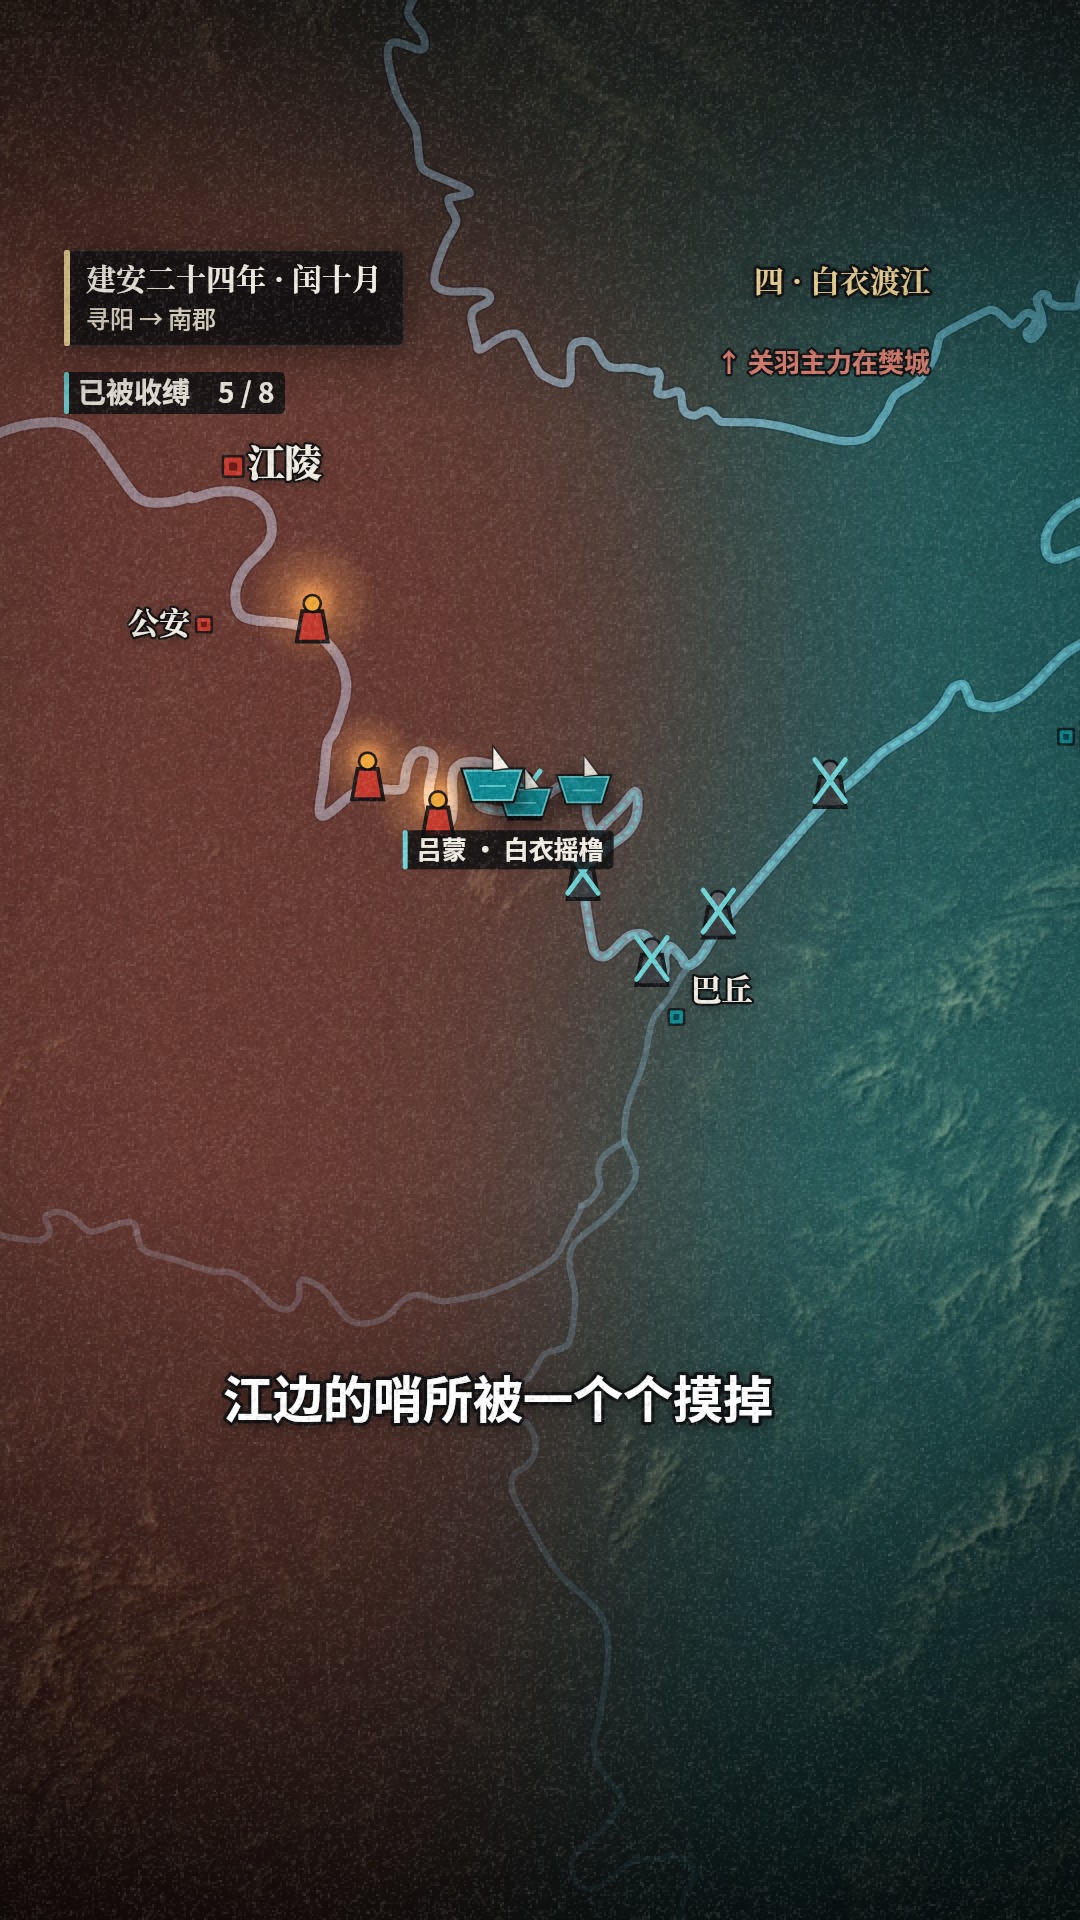 建安二十四年·闰十月
寻阳→南郡
四·白衣渡江
↑ 关羽主力在樊城
已被收缚 5 / 8
江陵
公安
吕蒙 · 白衣摇橹
巴丘
江边的哨所被一个个摸掉